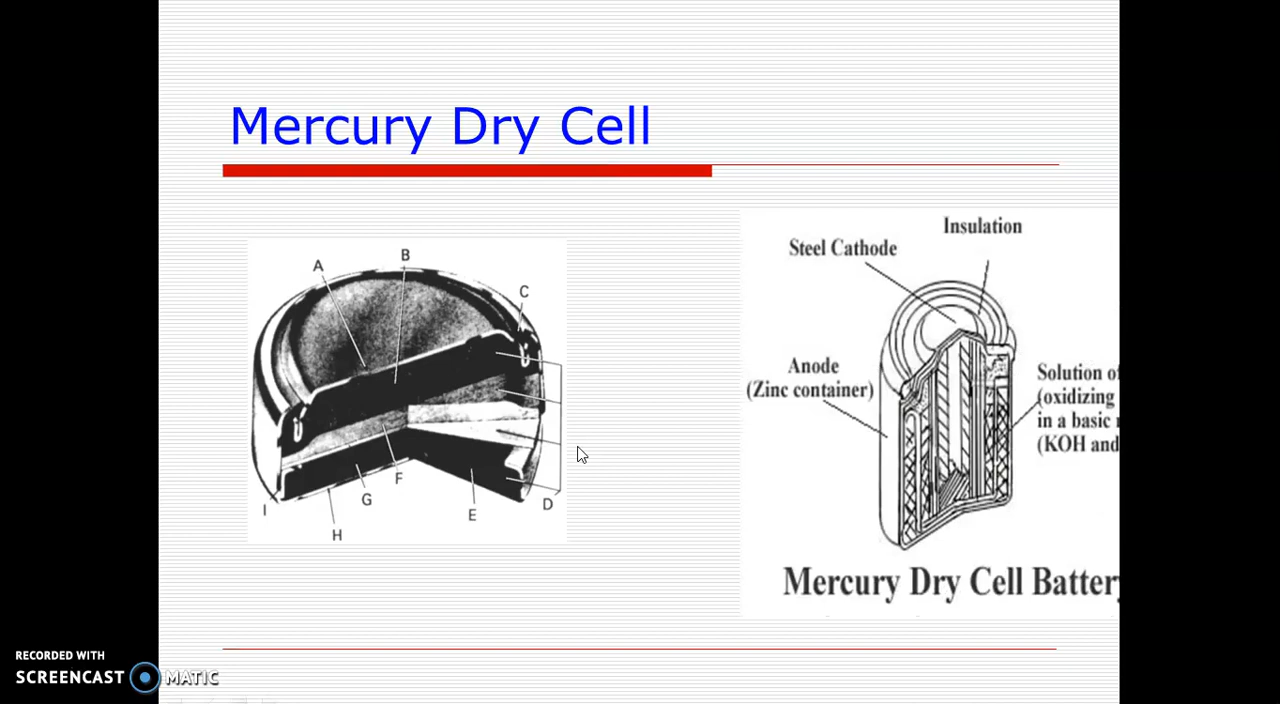 Mercury Dry Cell
A
B
C
D
E
F
G
H
I
Insulation
Steel Cathode
Anode
(Zinc container)
Solution of
(oxidizing
in a basic
(KOH and
Mercury Dry Cell Battery
RECORDED WITH
SCREENCAST MATIC